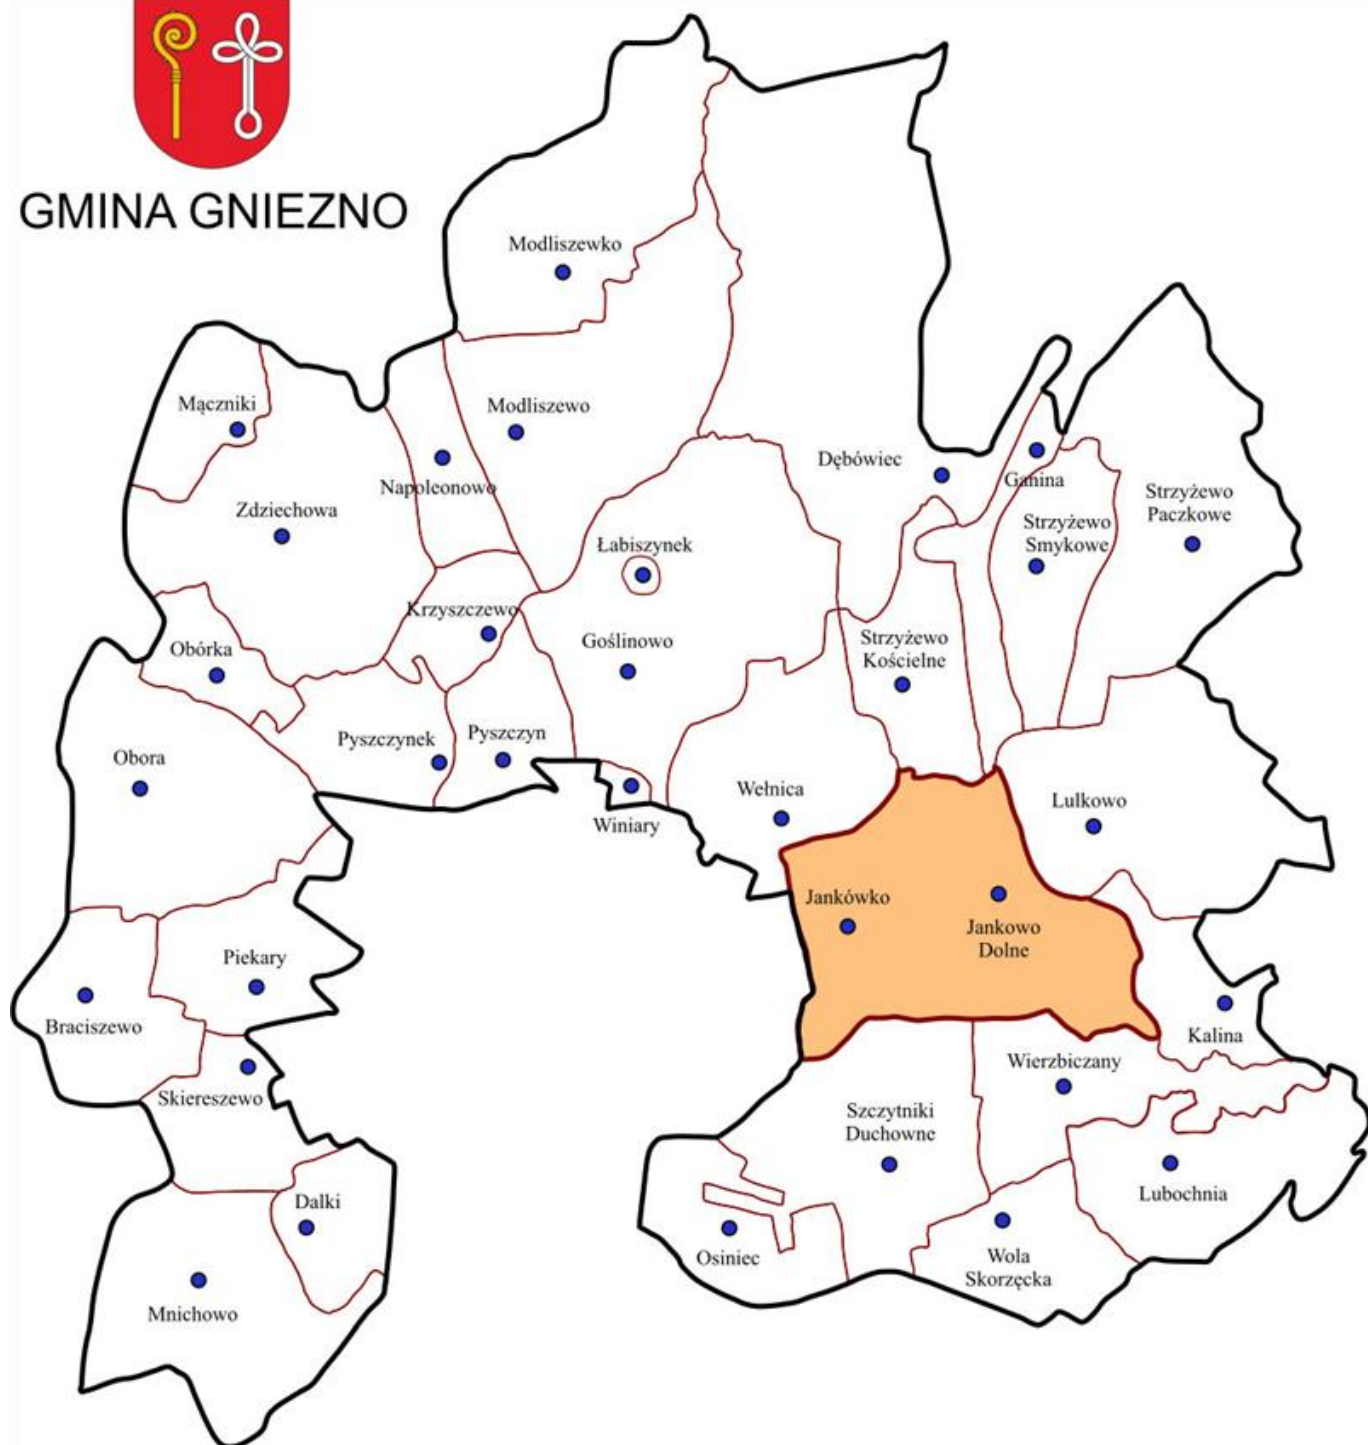 GMINA GNIEZNO
Modliszewko
Mączniki
Modliszewo
Napoleonowo
Zdziechowa
Dębówiec
Ganina
Strzyżewo
Paczkowe
Strzyżewo
Smykowe
Łabiszynek
Krzyszczewo
Goślinowo
Strzyżewo
Kościelne
Obórka
Pyszczynek
Pyszczyn
Obora
Winiary
Wełnica
Lulkowo
Jankówko
Jankowo
Dolne
Piekary
Braciszewo
Kalina
Skiereszewo
Wierzbiczany
Szczytniki
Duchowne
Dalki
Lubochnia
Osiniec
Wola
Skorzęcka
Mnichowo